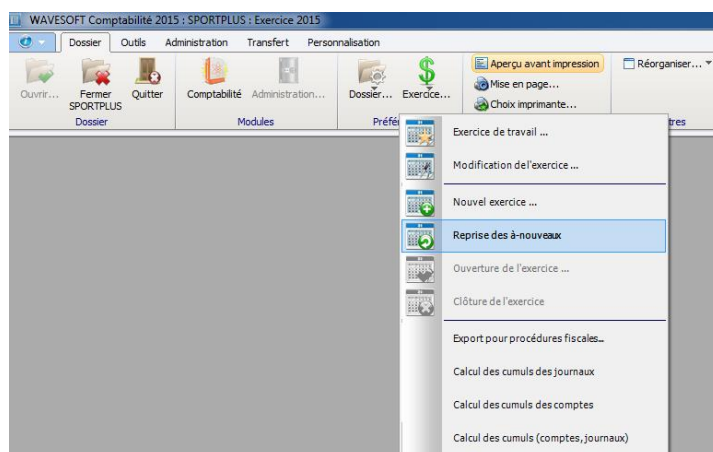 WAVESOFT Comptabilité 2015 : SPORTPLUS : Exercice 2015
Dossier Outils Administration Transfert Personnalisation
Ouvrir... Fermer SPORTPLUS Quitter Comptabilité Administration... Dossier... Exercice...
Aperçu avant impression
Mise en page...
Choix imprimante...
Réorganiser...
Dossier Modules Préfé tres
Exercice de travail ...
Modification de l'exercice ...
Nouvel exercice ...
Reprise des à-nouveaux
Ouverture de l'exercice ...
Clôture de l'exercice
Export pour procédures fiscales...
Calcul des cumuls des journaux
Calcul des cumuls des comptes
Calcul des cumuls (comptes, journaux)